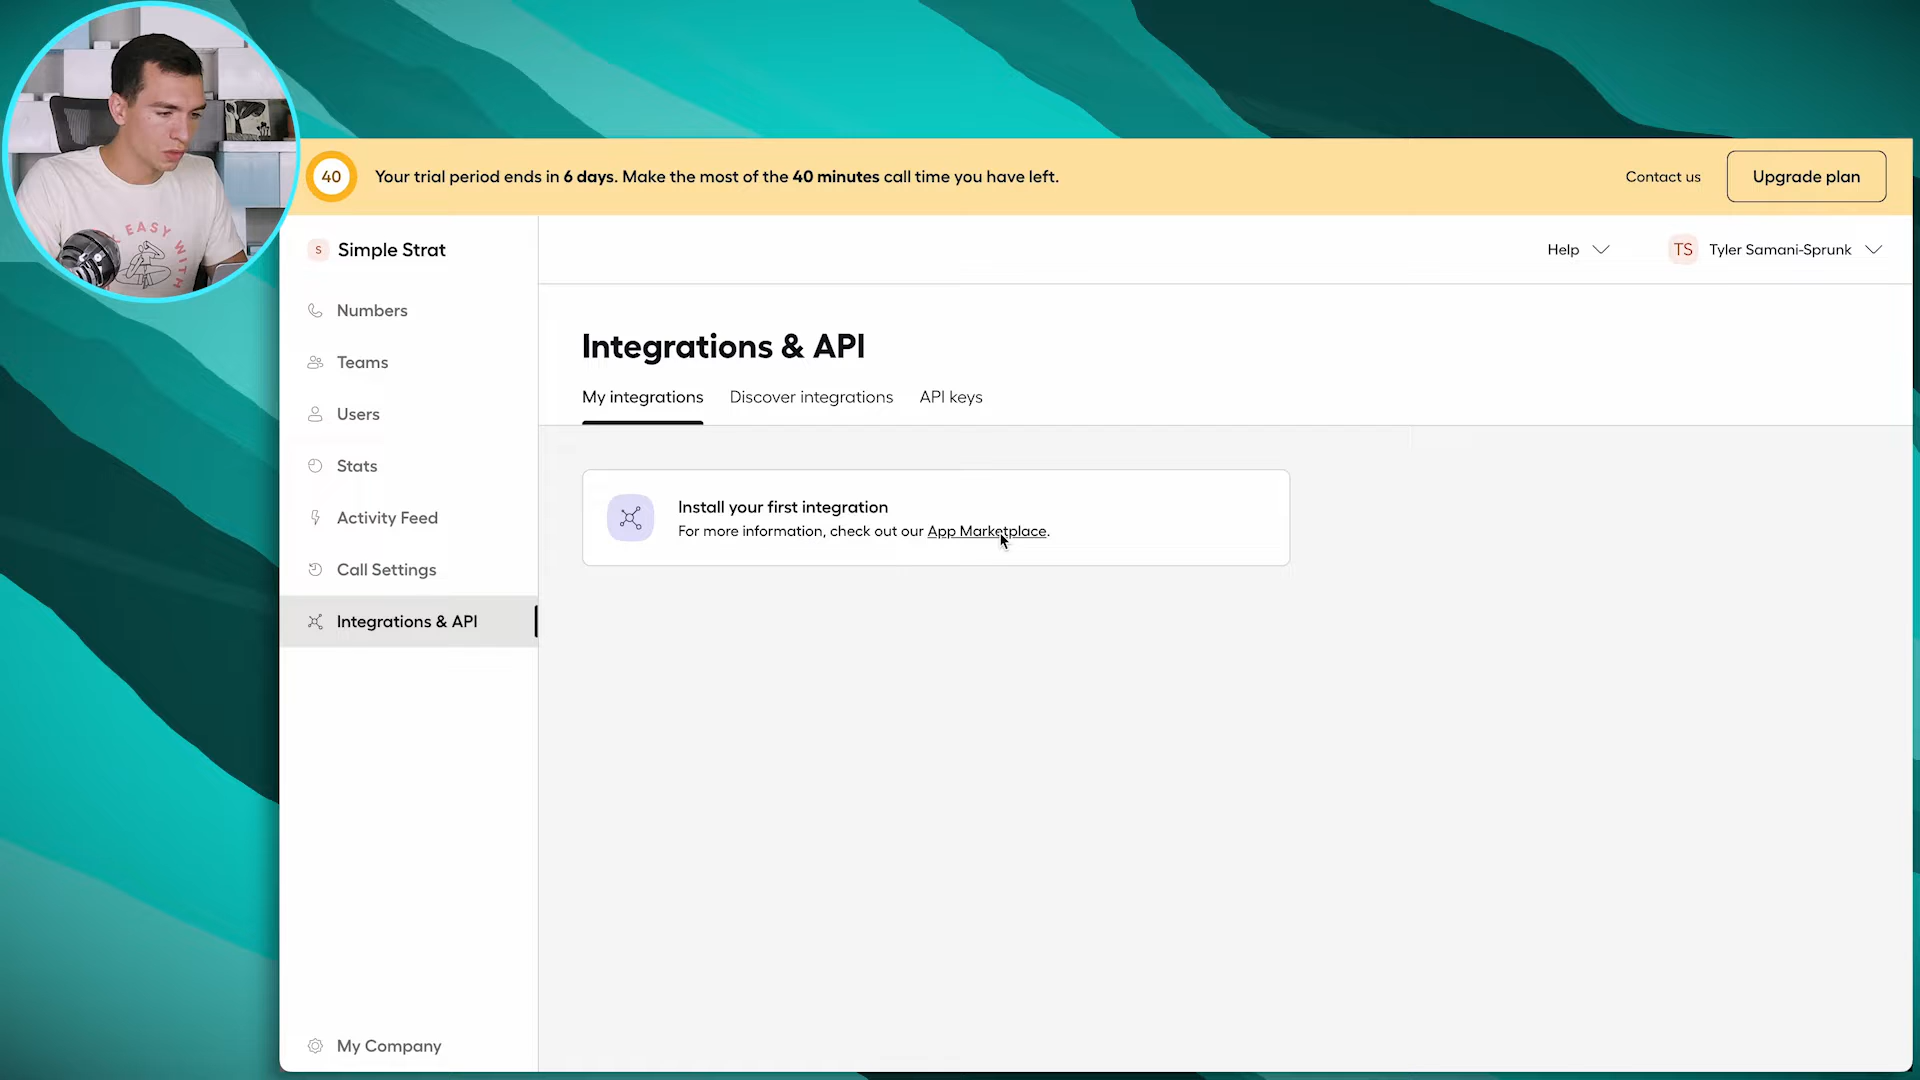 40
Your trial period ends in 6 days. Make the most of the 40 minutes call time you have left.
Contact us
Upgrade plan
S
Simple Strat
Help
TS
Tyler Samani-Sprunk
Numbers
Teams
Users
Stats
Activity Feed
Call Settings
Integrations & API
My Company
Integrations & API
My integrations
Discover integrations
API keys
Install your first integration
For more information, check out our App Marketplace.
EASY
WITH